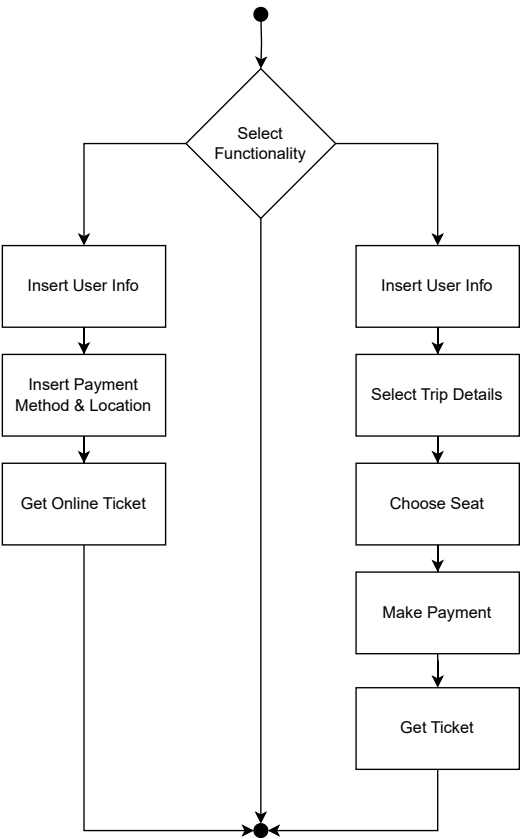 Select
Functionality
Insert User Info
Insert Payment
Method & Location
Get Online Ticket
Insert User Info
Select Trip Details
Choose Seat
Make Payment
Get Ticket